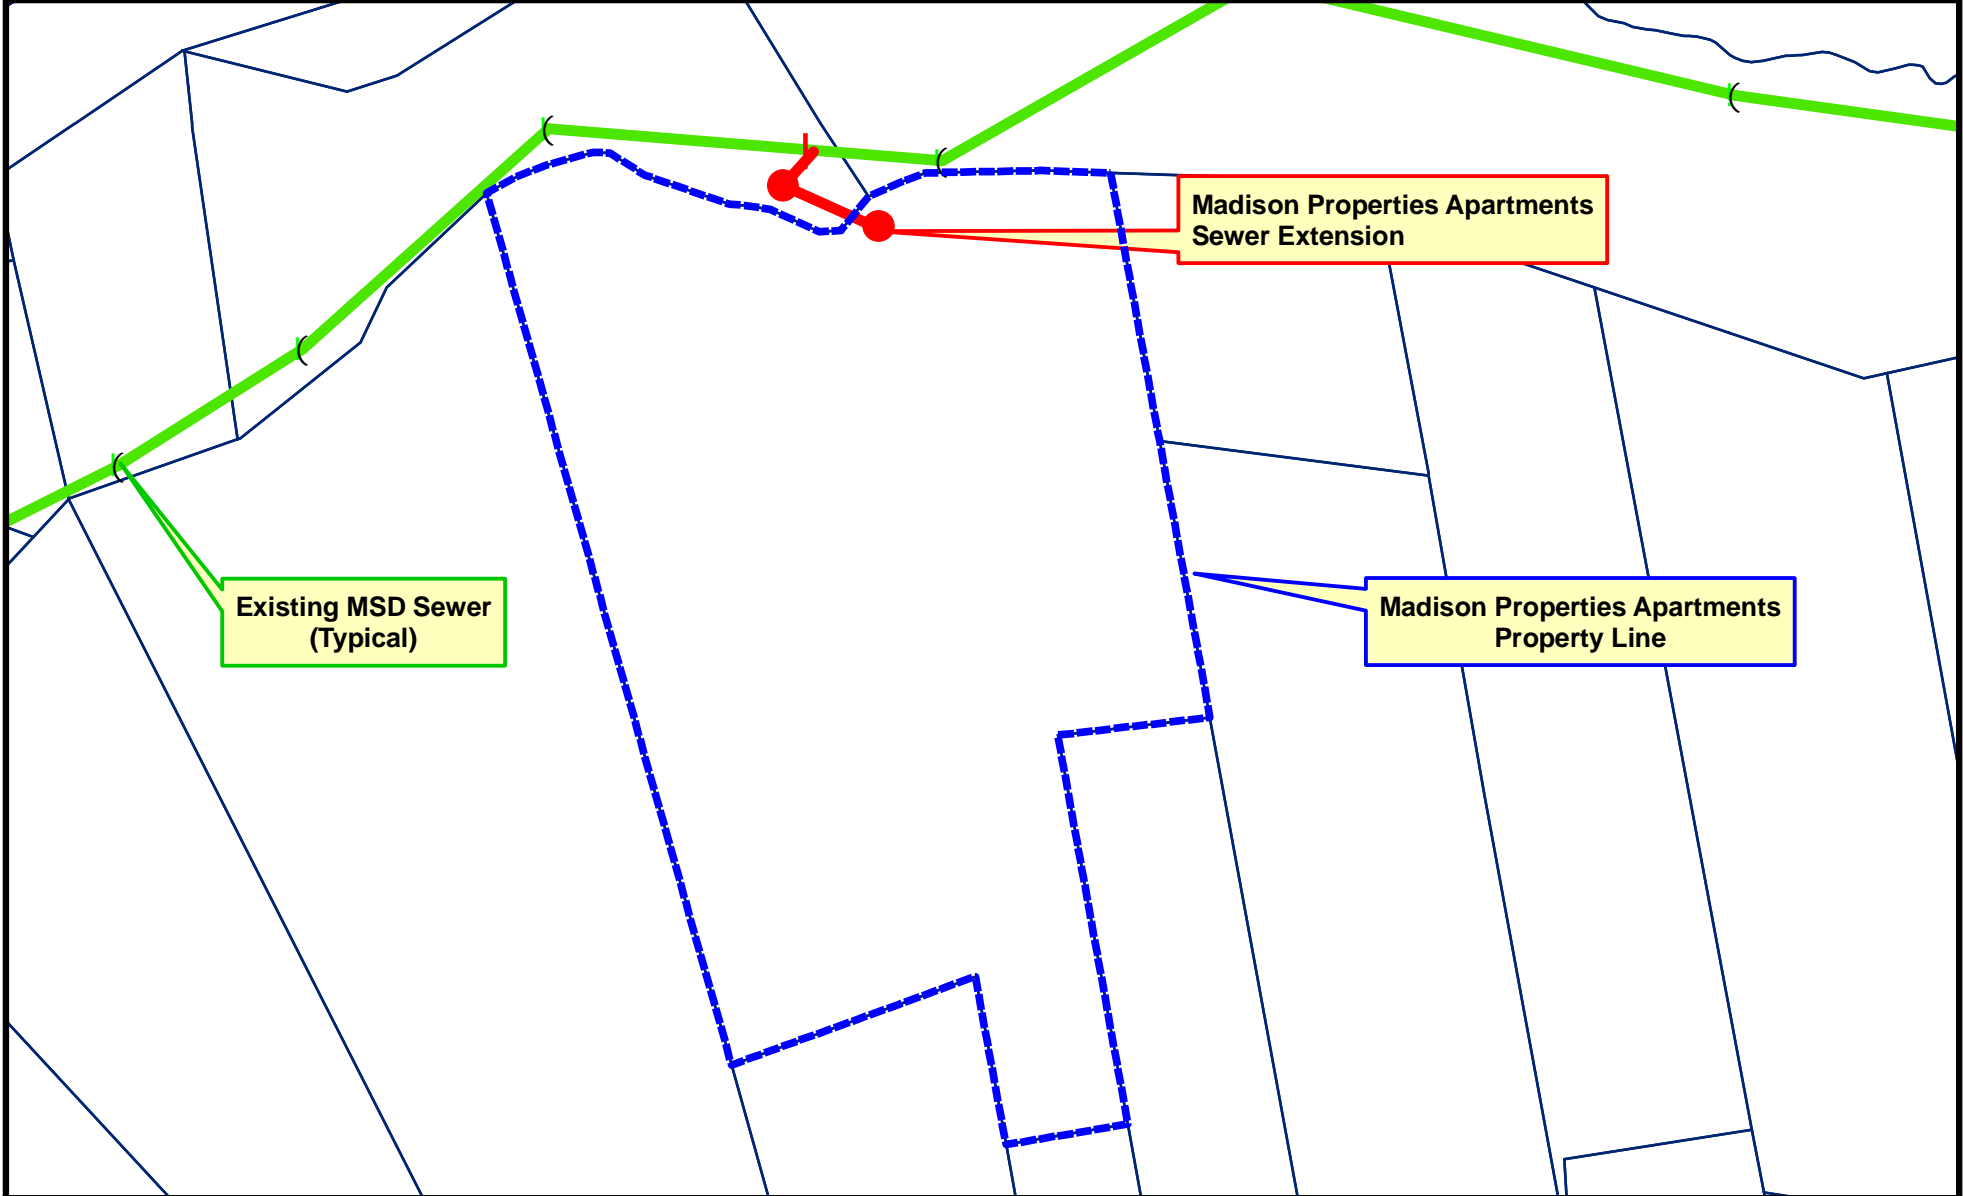 Madison Properties Apartments
Sewer Extension
Existing MSD Sewer
(Typical)
Madison Properties Apartments
Property Line